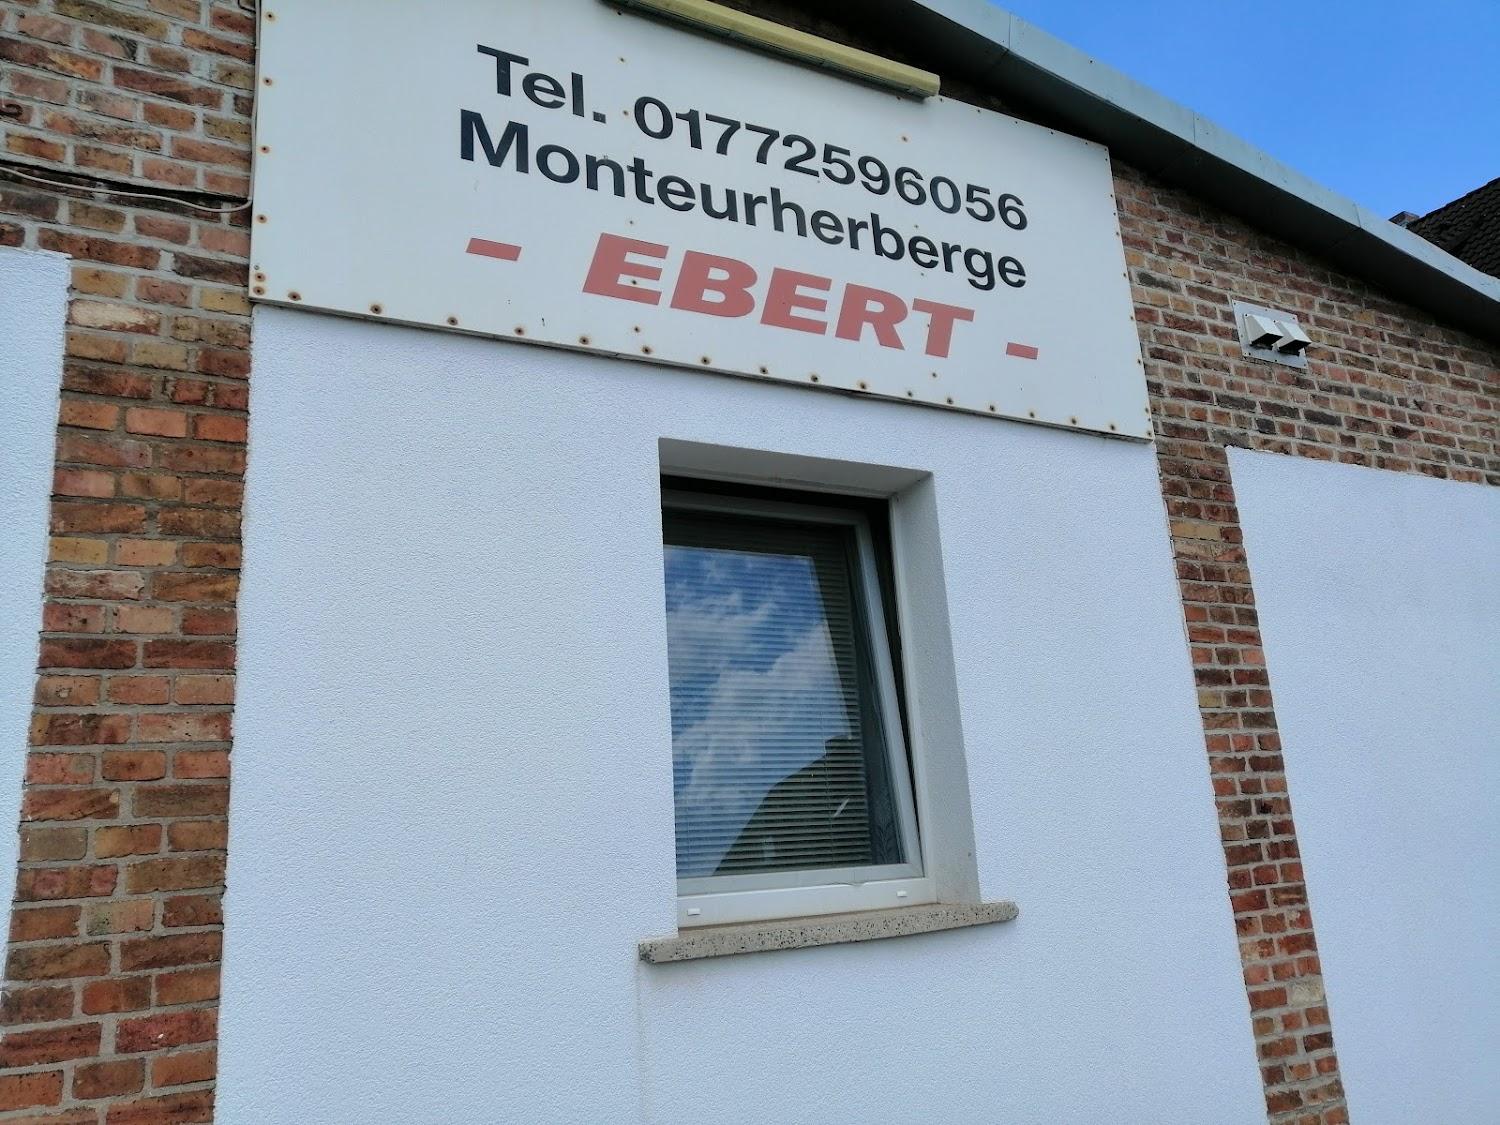 Tel. 01772596056
Monteurherberge
- EBERT -